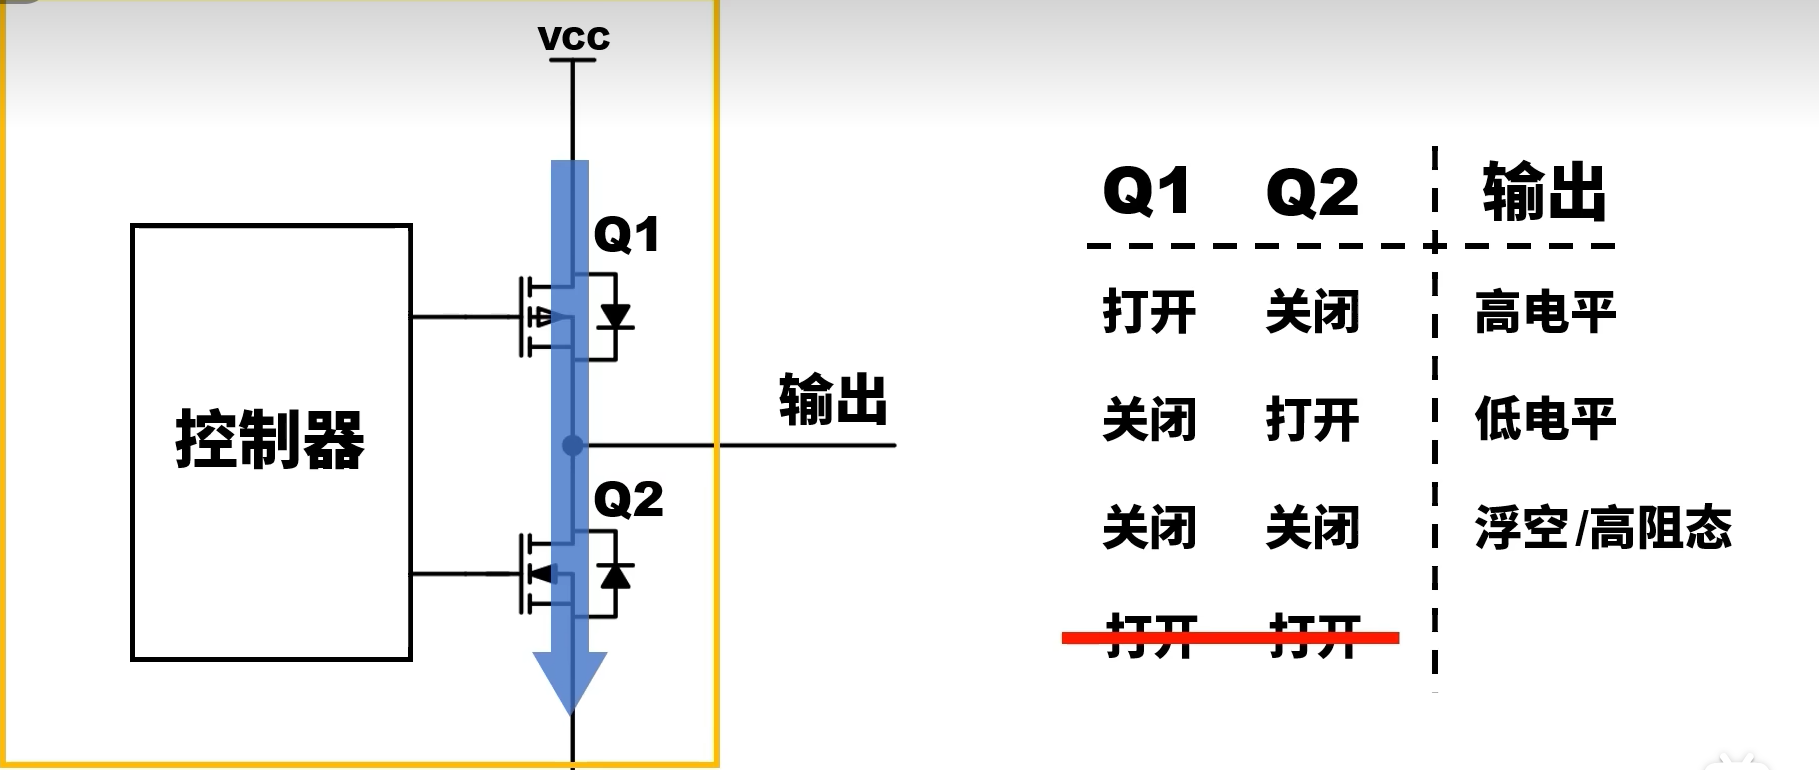 VCC
Q1
控制器
输出
Q2
Q1 Q2 输出
打开 关闭 高电平
关闭 打开 低电平
关闭 关闭 浮空/高阻态
打开 打开